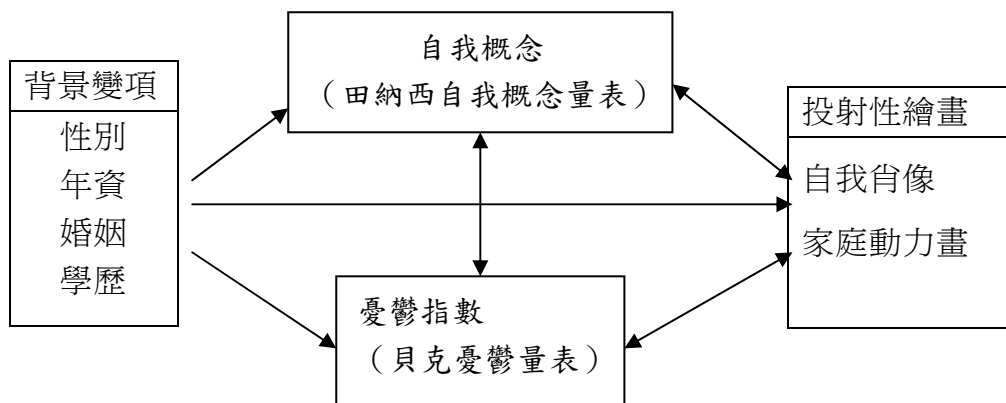 自我概念
（田納西自我概念量表）
背景變項
性別
年資
婚姻
學歷
投射性繪畫
自我肖像
家庭動力畫
憂鬱指數
（貝克憂鬱量表）